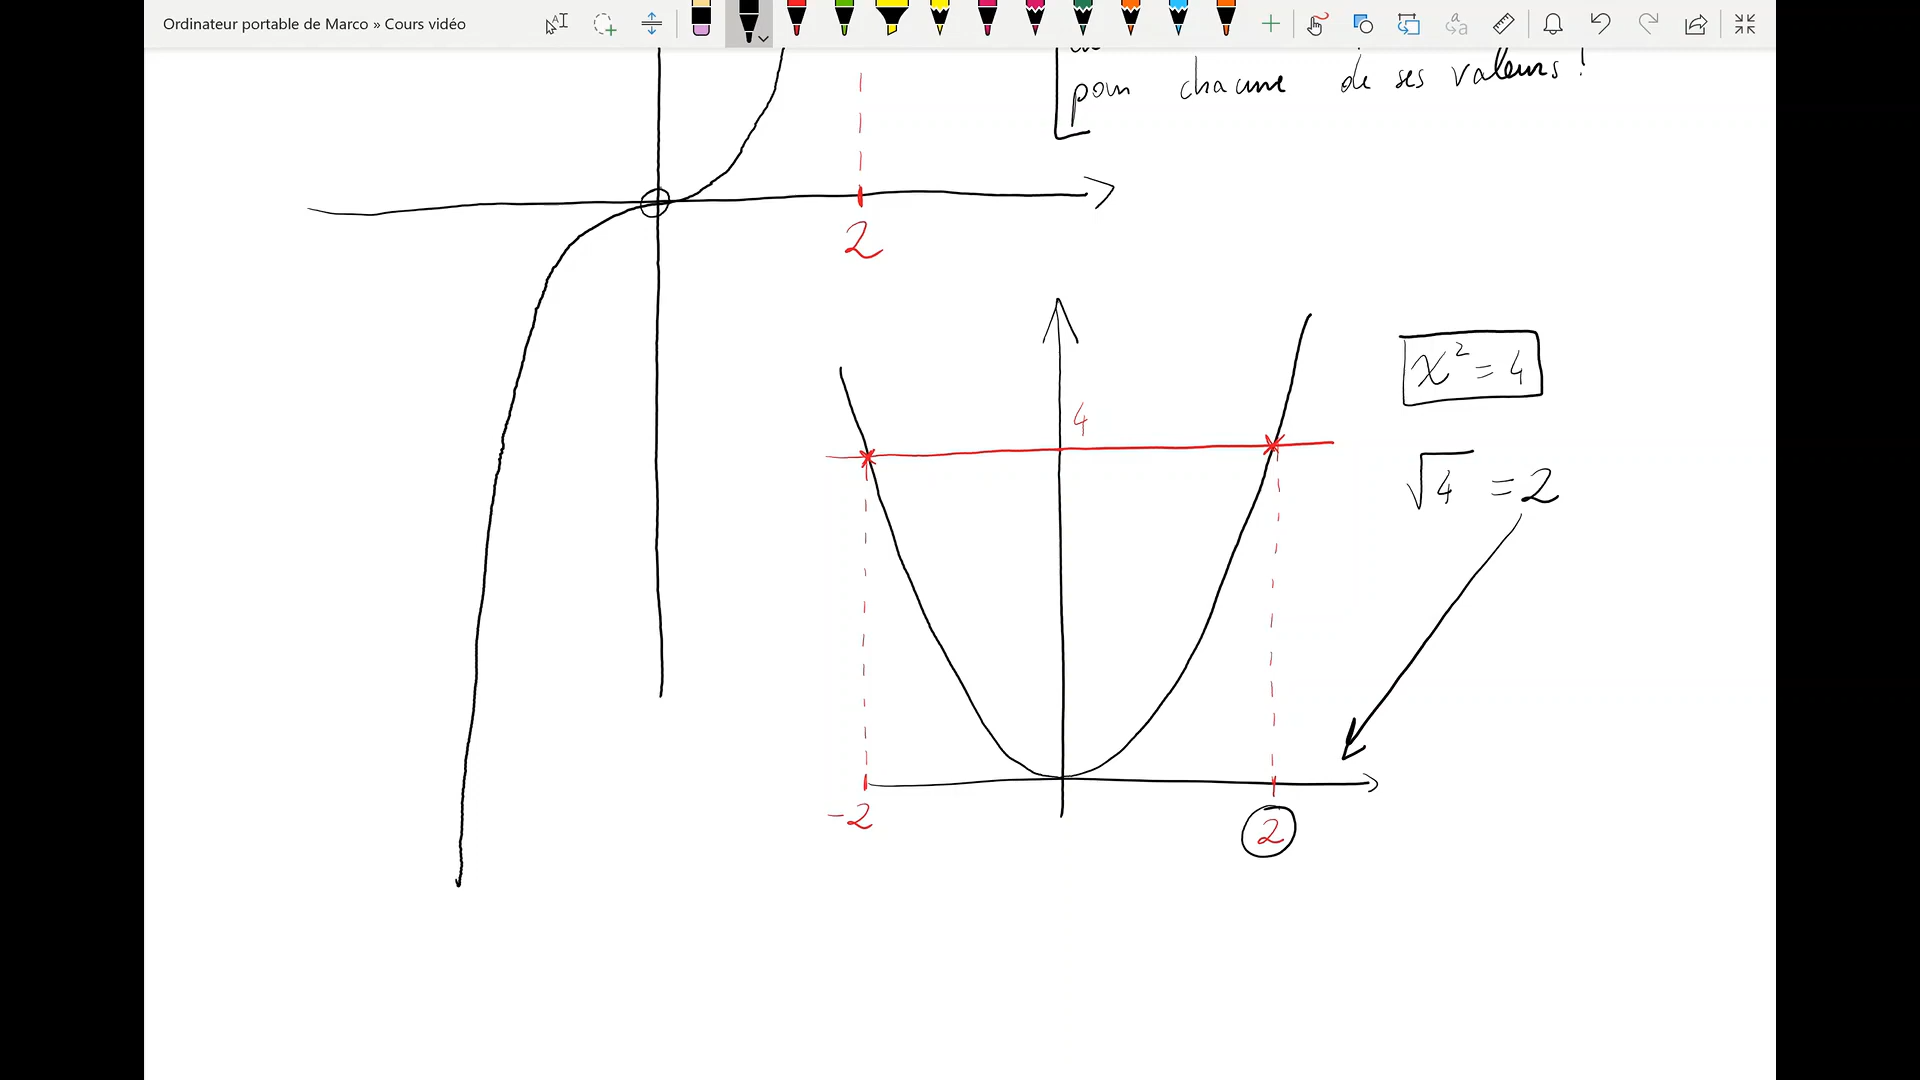 Ordinateur portable de Marco » Cours vidéo
pour chacune de ses valeurs !
2
x² = 4
4
√4 = 2
-2
2